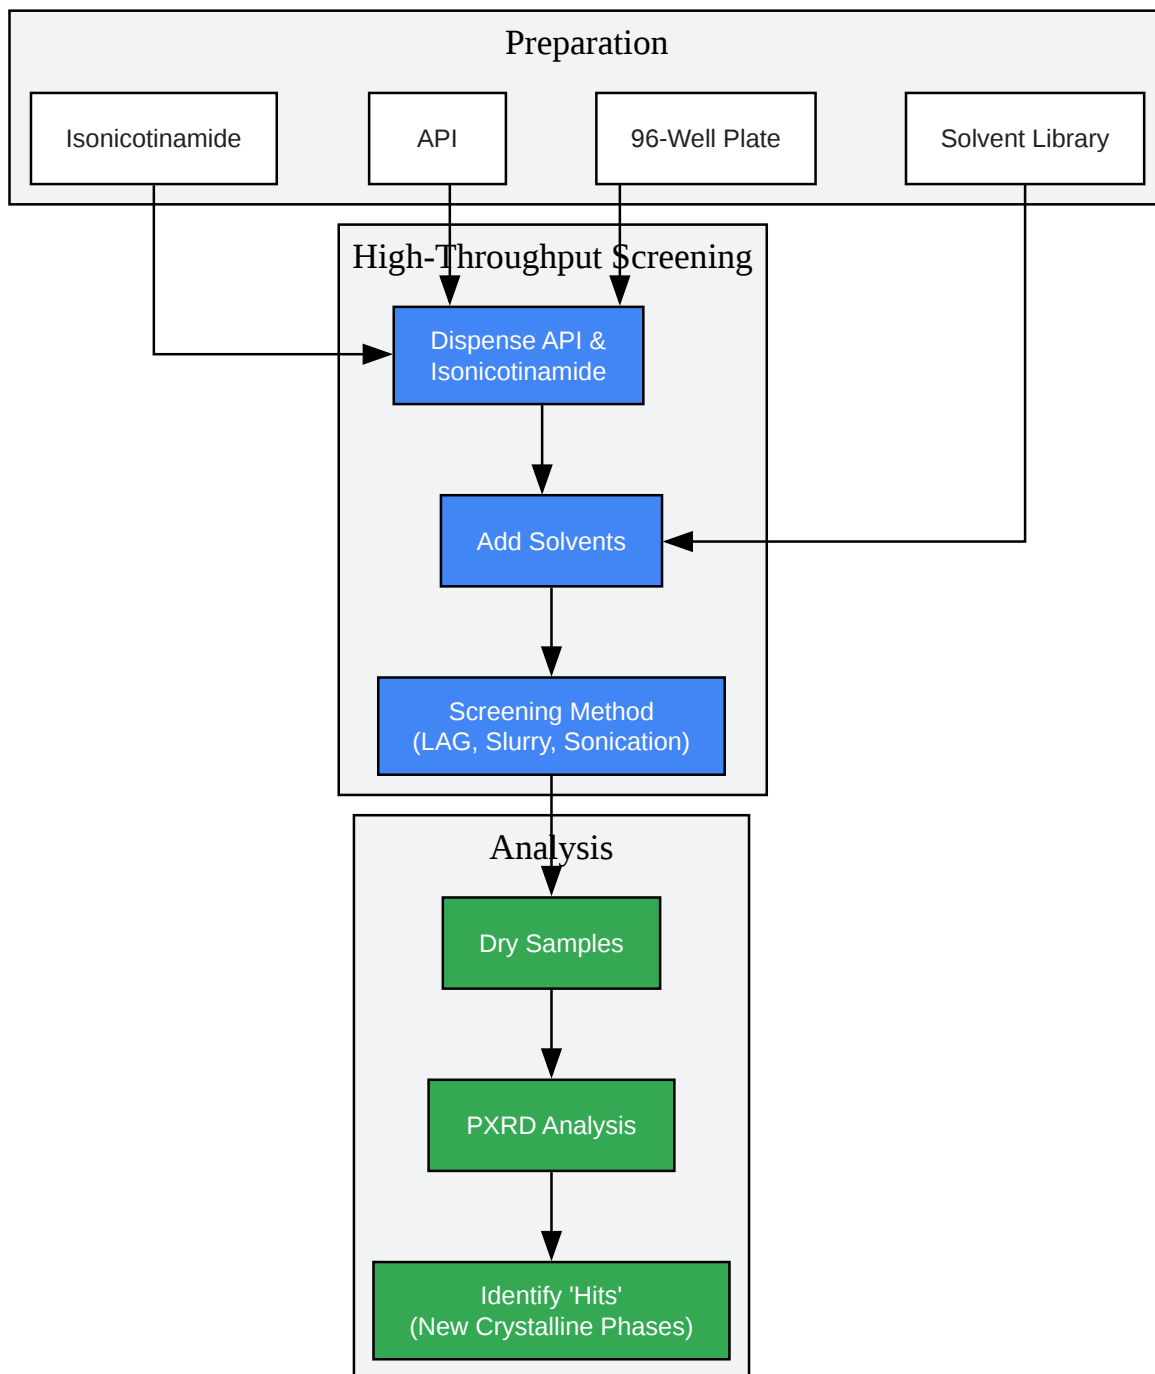 Preparation
Isonicotinamide
API
96-Well Plate
Solvent Library
High-Throughput Screening
Dispense API &
Isonicotinamide
Add Solvents
Screening Method
(LAG, Slurry, Sonication)
Analysis
Dry Samples
PXRD Analysis
Identify 'Hits'
(New Crystalline Phases)